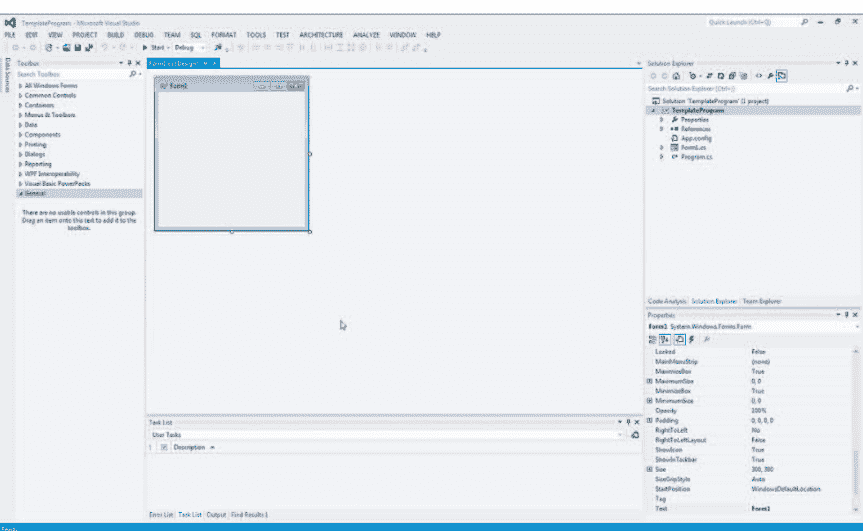 TemplateProgram - Microsoft Visual Studio
Quick Launch (Ctrl+Q)
FILE EDIT VIEW PROJECT BUILD DEBUG TEAM SQL FORMAT TOOLS TEST ARCHITECTURE ANALYZE WINDOW HELP
Start Debug
Data Sources
Toolbox
Search Toolbox
All Windows Forms
Common Controls
Containers
Menus & Toolbars
Data
Components
Printing
Dialogs
Reporting
WPF Interoperability
Visual Basic PowerPacks
General
There are no usable controls in this group.
Drag an item onto this text to add it to the
toolbox.
Form1
Task List
User Tasks
Description
Error List Task List Output Find Results 1
Solution Explorer
Search Solution Explorer (Ctrl+;)
Solution 'TemplateProgram' (1 project)
TemplateProgram
Properties
References
App.config
Form1.cs
Program.cs
Code Analysis Solution Explorer Team Explorer
Properties
Form1 System.Windows.Forms.Form
Locked False
MainMenuStrip (none)
MaximizeBox True
MaximumSize 0, 0
MinimizeBox True
MinimumSize 0, 0
Opacity 100%
Padding 0, 0, 0, 0
RightToLeft No
RightToLeftLayout False
ShowIcon True
ShowInTaskbar True
Size 300, 300
SizeGripStyle Auto
StartPosition WindowsDefaultLocation
Tag
Text Form1